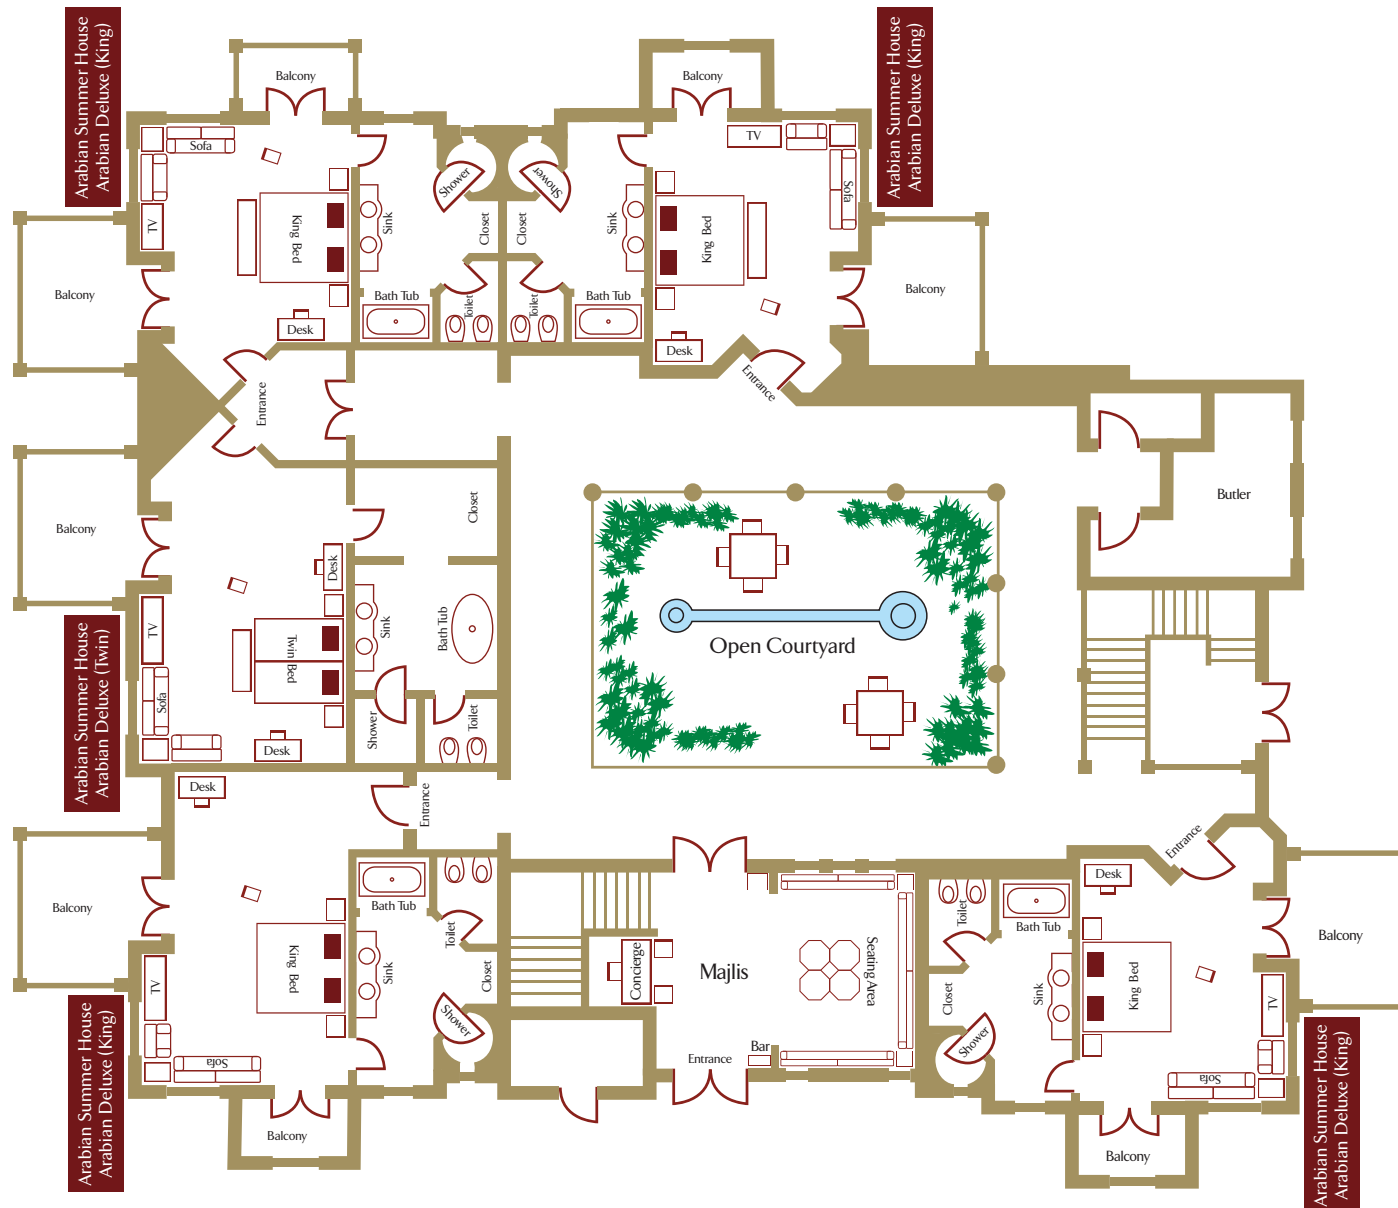 Arabian Summer House
Arabian Deluxe (King)
Balcony
Balcony
Arabian Summer House
Arabian Deluxe (King)
Sofa
TV
King Bed
Desk
Balcony
Sink
Shower
Closet
Bath Tub
Toilet
Shower
Closet
Sink
Toilet
Bath Tub
TV
Sofa
King Bed
Desk
Balcony
Entrance
Entrance
Balcony
Closet
Butler
Desk
TV
Twin Bed
Sink
Bath Tub
Sofa
Desk
Shower
Toilet
Arabian Summer House
Arabian Deluxe (Twin)
Open Courtyard
Desk
Entrance
Balcony
Bath Tub
Toilet
King Bed
Sink
Closet
TV
Shower
Sofa
Balcony
Arabian Summer House
Arabian Deluxe (King)
Concierge
Majlis
Seating Area
Bar
Entrance
Entrance
Desk
Toilet
Bath Tub
Closet
Sink
King Bed
Shower
TV
Sofa
Balcony
Balcony
Arabian Summer House
Arabian Deluxe (King)